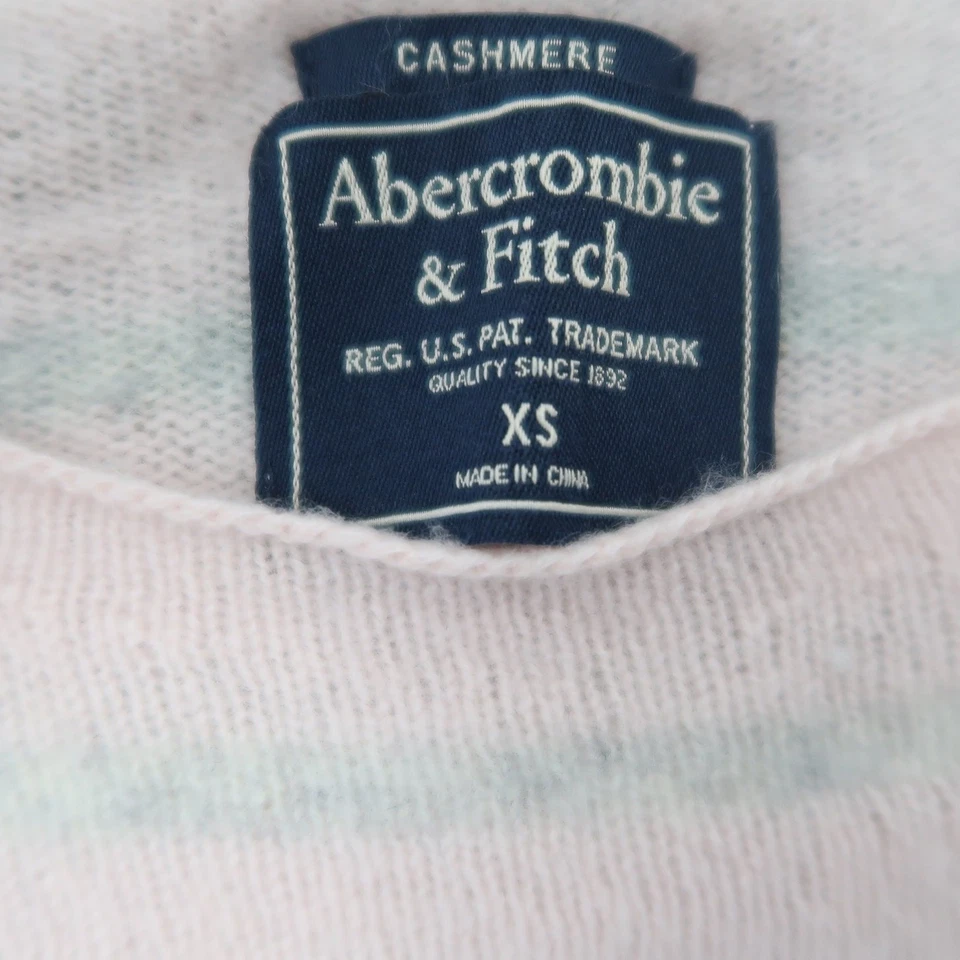 CASHMERE
Abercrombie
& Fitch
REG. U.S. PAT. TRADEMARK
QUALITY SINCE 1892
XS
MADE IN CHINA